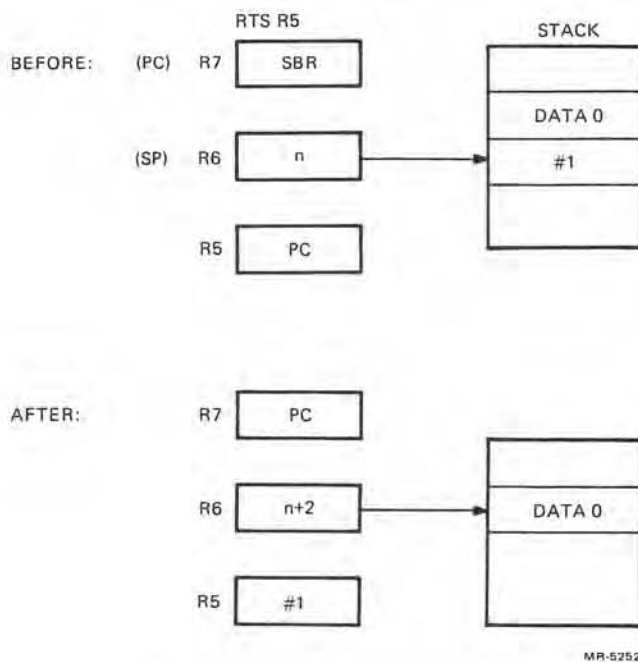 RTS R5
STACK
BEFORE: (PC) R7 SBR
DATA 0
(SP) R6 n #1
R5 PC
AFTER: R7 PC
R6 n+2 DATA 0
R5 #1
MR-5252